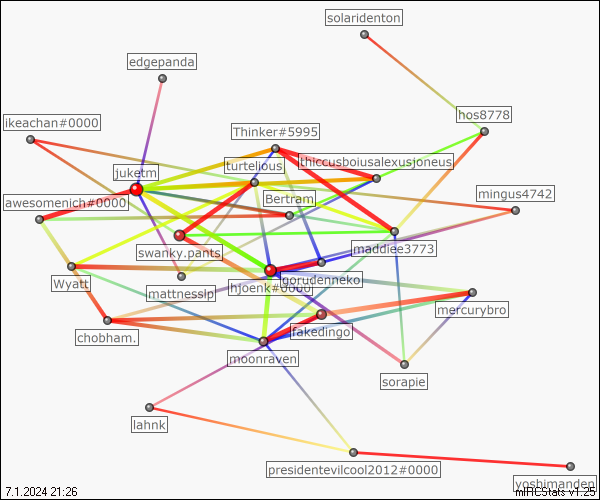 solaridenton
edgepanda
hos8778
ikeachan#0000
Thinker#5995
thiccusboiusalexusjoneus
turtelious
juketm
mingus4742
Bertram.
awesomenich#0000
maddiee3773
swanky.pants
porudenneko
Wyatt
hjoenk#0000
mattnesslp
mercurybro
fakedingo
chobham.
moonraven
sorapie
lahnk
presidentevilcool2012#0000
yoshimanden
7.1.2024 21:26
mIRCStats v1.25